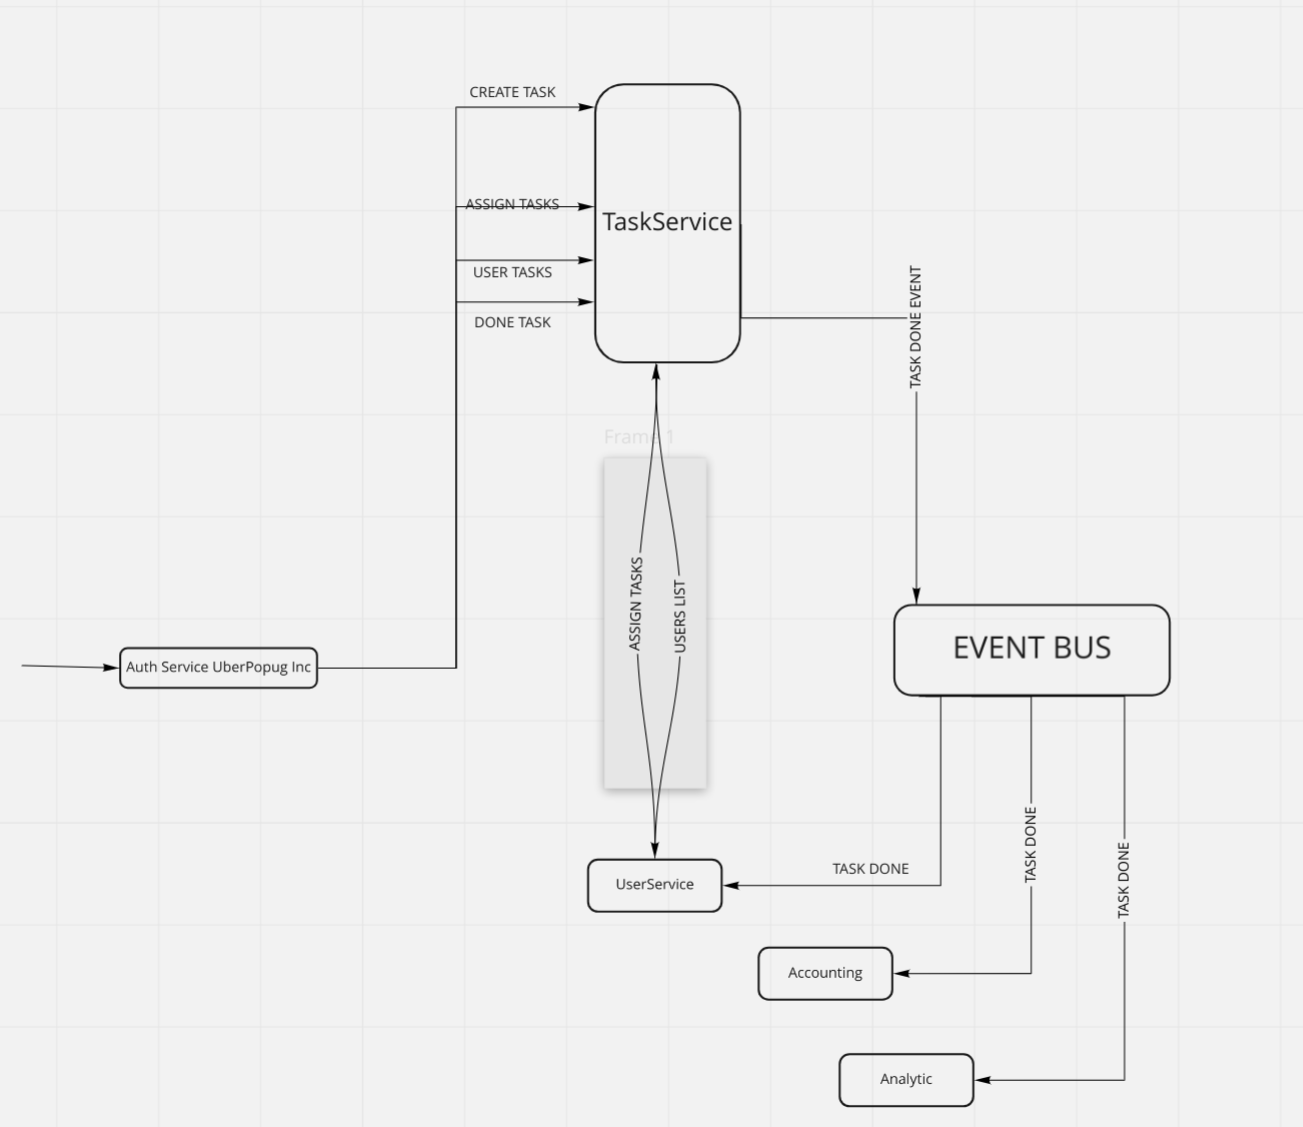 CREATE TASK
ASSIGN TASKS
TaskService
USER TASKS
DONE TASK
TASK DONE EVENT
Frame 1
ASSIGN TASKS
USERS LIST
EVENT BUS
Auth Service UberPopug Inc
TASK DONE
TASK DONE
TASK DONE
UserService
Accounting
Analytic